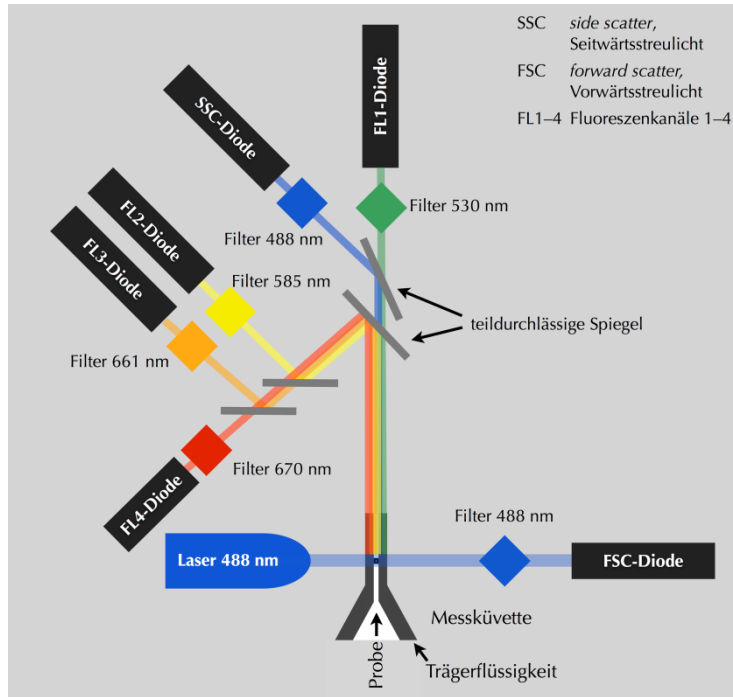 SSC side scatter,
Seitwärtsstreulicht
FSC forward scatter,
Vorwärtsstreulicht
FL1–4 Fluoreszenkanäle 1–4
FL1-Diode
SSC-Diode
Filter 530 nm
FL2-Diode
Filter 488 nm
FL3-Diode
Filter 585 nm
teildurchlässige Spiegel
Filter 661 nm
Filter 670 nm
FL4-Diode
Filter 488 nm
Laser 488 nm
FSC-Diode
Messküvette
Probe
Trägerflüssigkeit